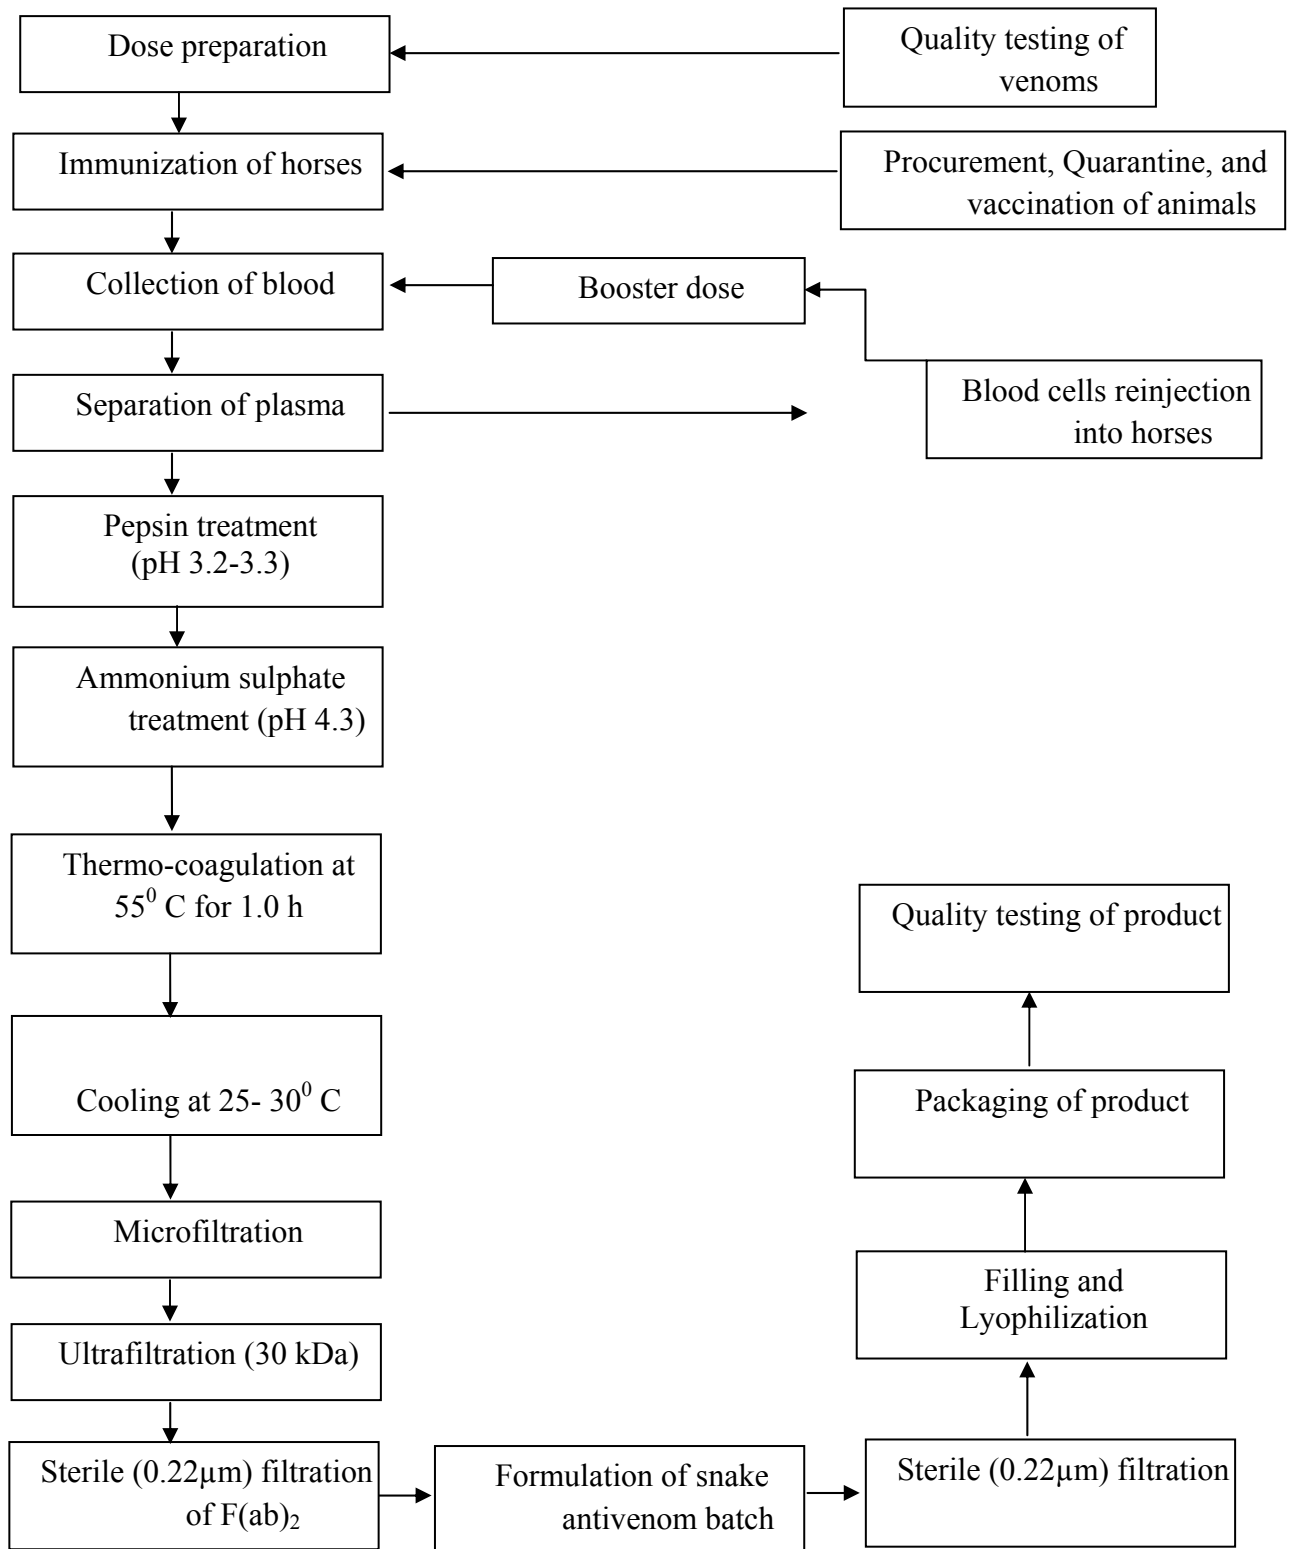 Dose preparation
Quality testing of
venoms
Immunization of horses
Procurement, Quarantine, and
vaccination of animals
Collection of blood
Booster dose
Separation of plasma
Blood cells reinjection
into horses
Pepsin treatment
(pH 3.2-3.3)
Ammonium sulphate
treatment (pH 4.3)
Thermo-coagulation at
55⁰ C for 1.0 h
Cooling at 25- 30⁰ C
Microfiltration
Ultrafiltration (30 kDa)
Sterile (0.22µm) filtration
of F(ab)₂
Formulation of snake
antivenom batch
Sterile (0.22µm) filtration
Filling and
Lyophilization
Packaging of product
Quality testing of product